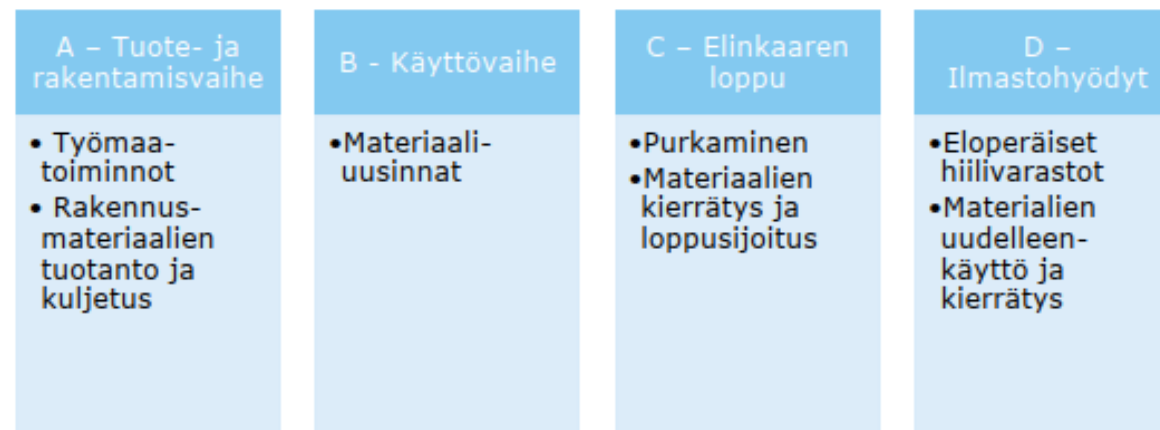 A – Tuote- ja
rakentamisvaihe
• Työmaa-
toiminnot
• Rakennus-
materiaalien
tuotanto ja
kuljetus
B - Käyttövaihe
•Materiaali-
uusinnat
C – Elinkaaren
loppu
•Purkaminen
•Materiaalien
kierrätys ja
loppusijoitus
D –
Ilmastohyödyt
•Eloperäiset
hiilivarastot
•Materialien
uudelleen-
käyttö ja
kierrätys